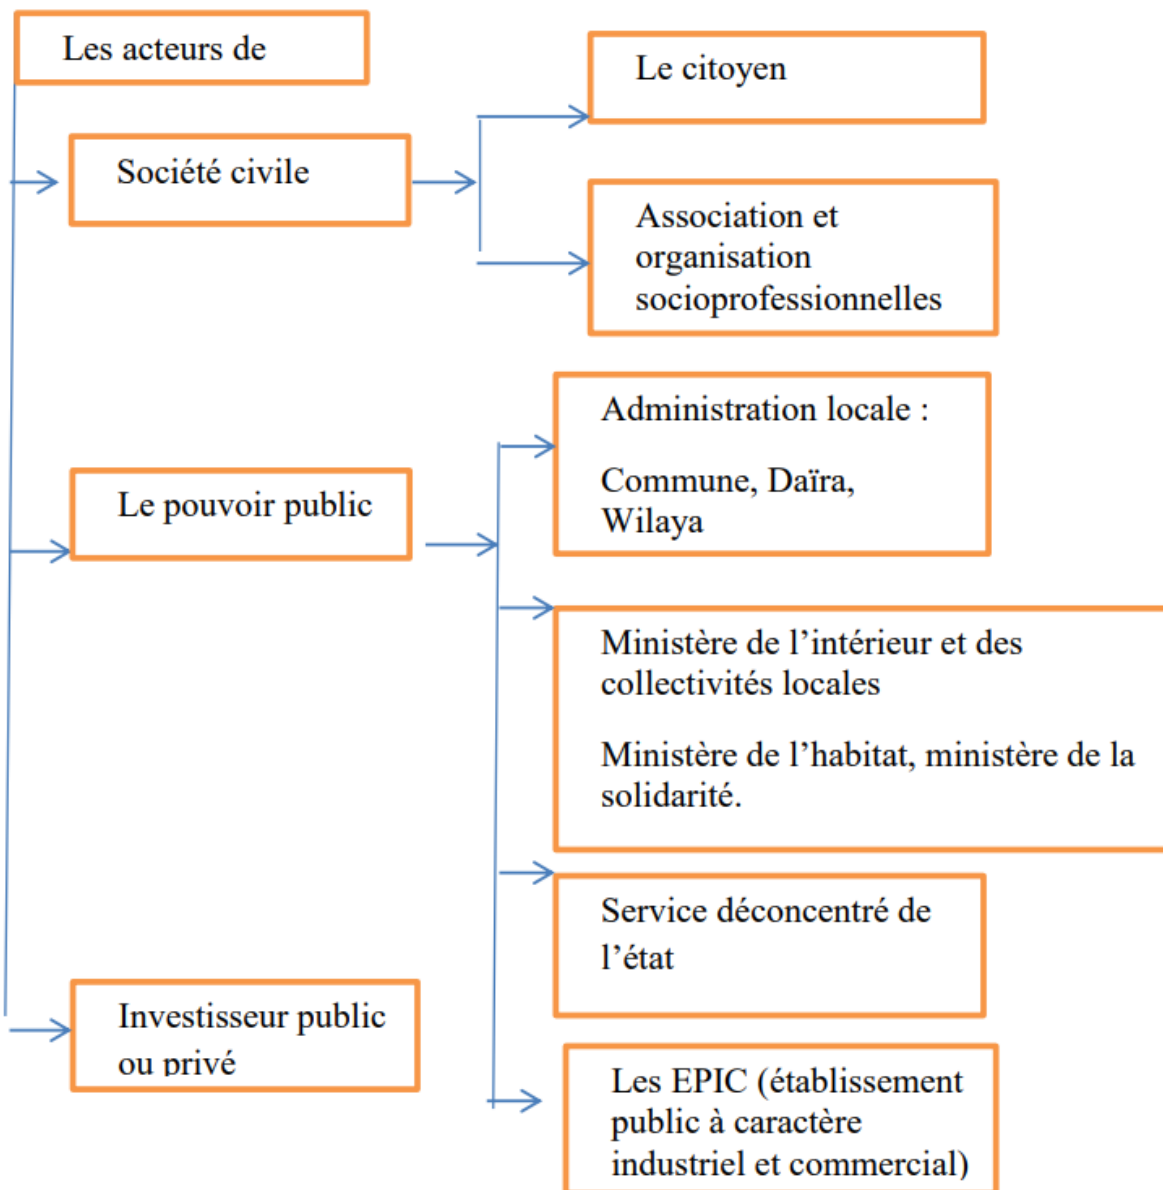 Les acteurs de
Le citoyen
Société civile
Association et
organisation
socioprofessionnelles
Administration locale :
Commune, Daïra,
Wilaya
Le pouvoir public
Ministère de l’intérieur et des
collectivités locales
Ministère de l’habitat, ministère de la
solidarité.
Service déconcentré de
l’état
Investisseur public
ou privé
Les EPIC (établissement
public à caractère
industriel et commercial)